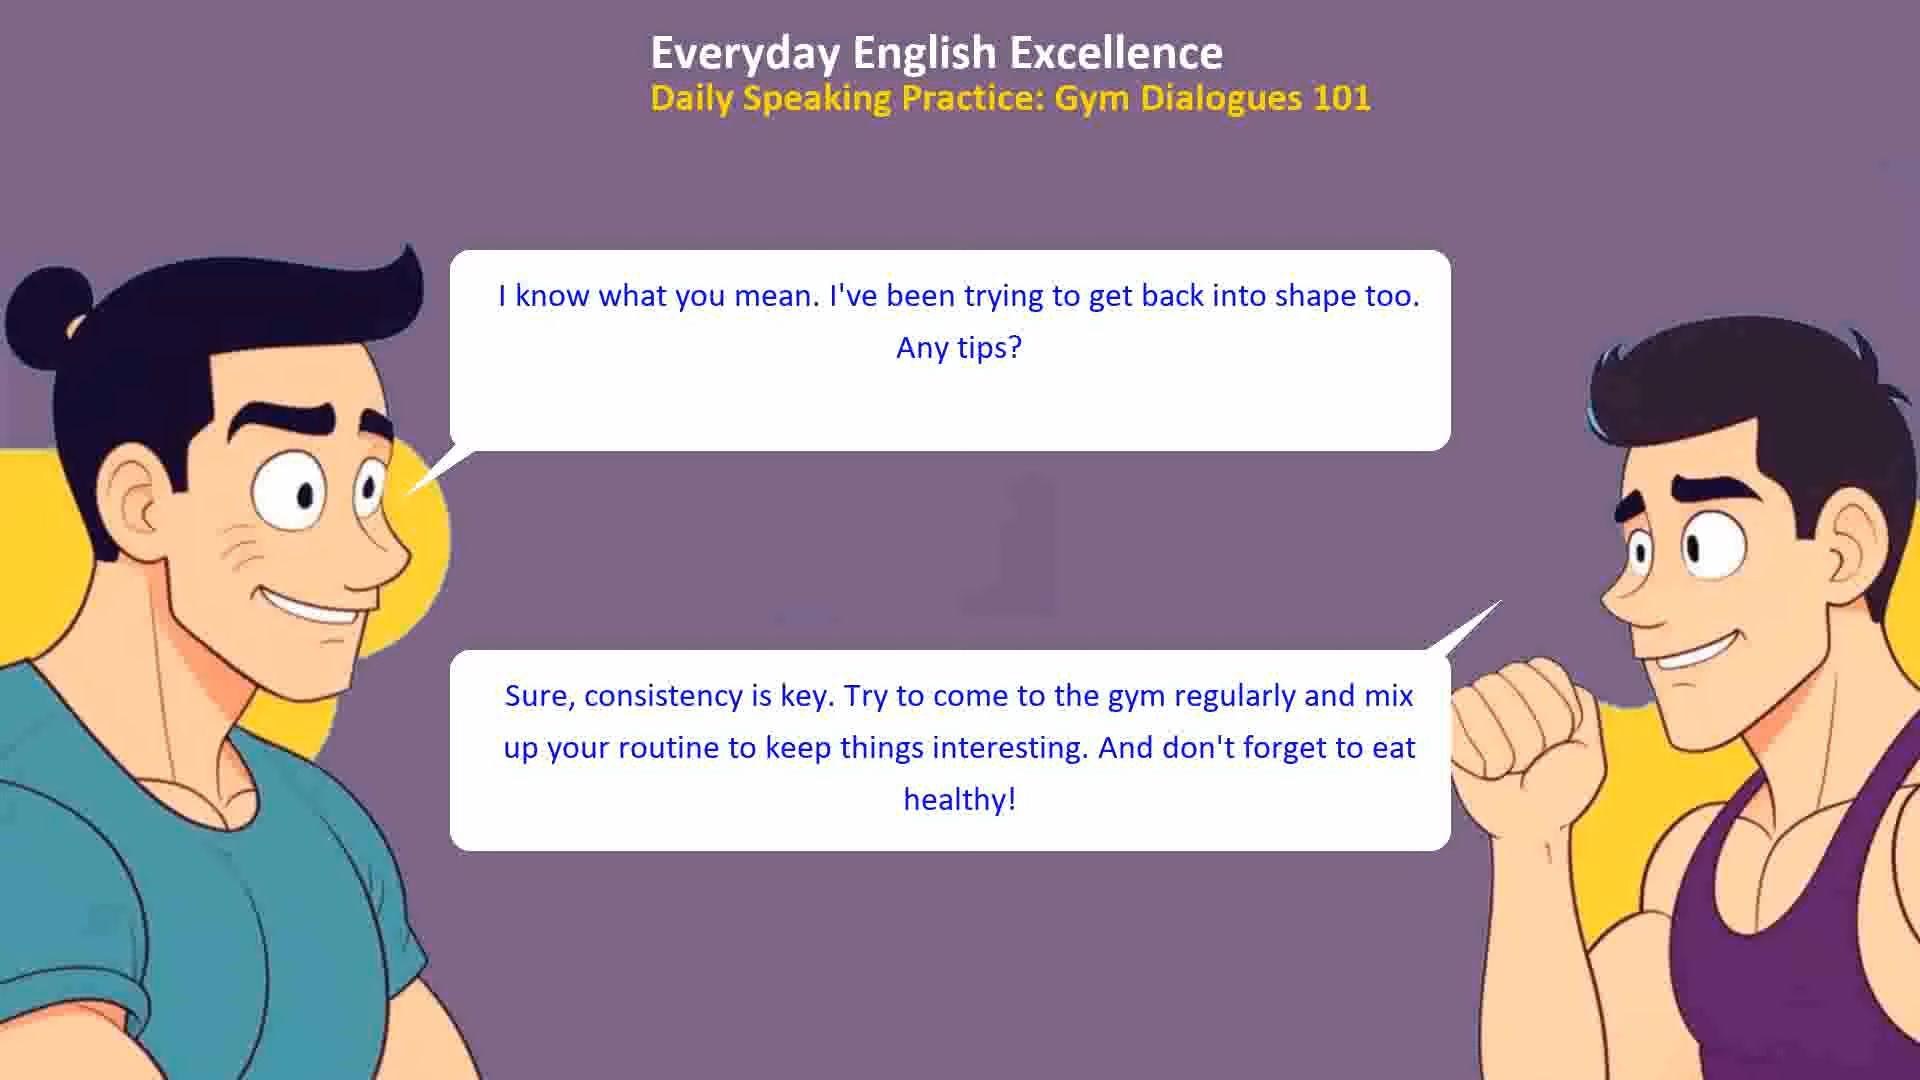 Everyday English Excellence
Daily Speaking Practice: Gym Dialogues 101
I know what you mean. I've been trying to get back into shape too.
Any tips?
Sure, consistency is key. Try to come to the gym regularly and mix
up your routine to keep things interesting. And don't forget to eat
healthy!